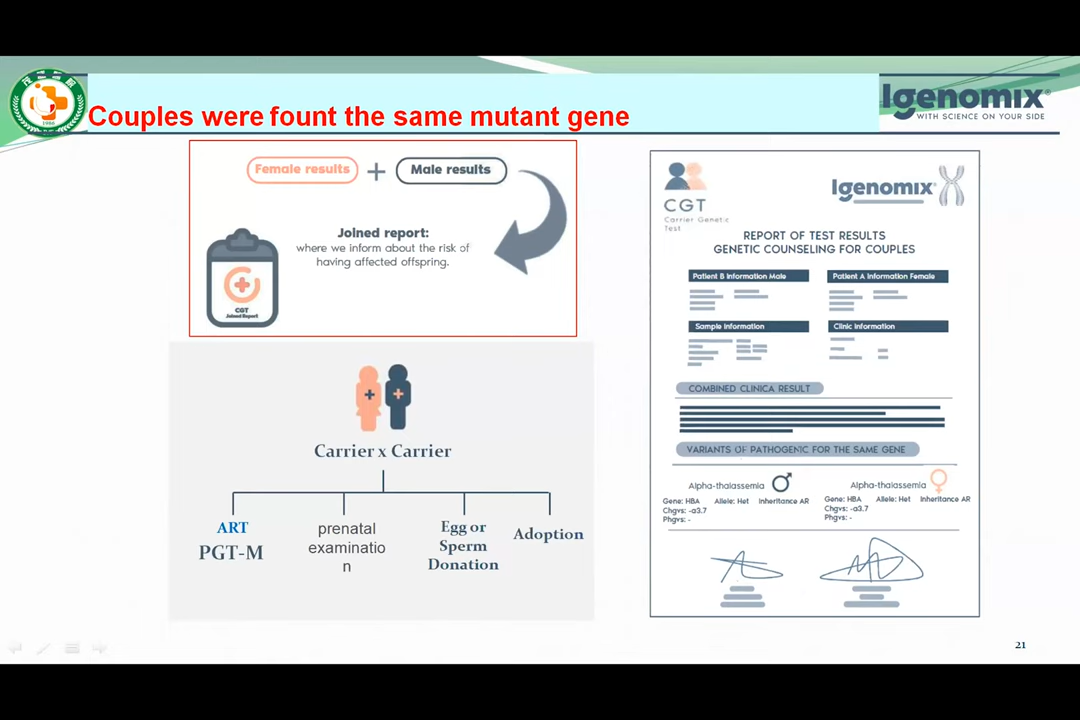 Couples were fount the same mutant gene
Igenomix®
WITH SCIENCE ON YOUR SIDE
Female results + Male results
Joined report:
where we inform about the risk of
having affected offspring.
CGT
Joined Report
Carrier x Carrier
ART
PGT-M
prenatal
examinatio
n
Egg or
Sperm
Donation
Adoption
CGT
Carrier Genetic
Test
Igenomix®
REPORT OF TEST RESULTS
GENETIC COUNSELING FOR COUPLES
Patient B Information Male
Patient A Information Female
Sample Information
Clinic Information
COMBINED CLINICA RESULT
VARIANTS OF PATHOGENIC FOR THE SAME GENE
Alpha-thalassemia
Gene: HBA Allele: Het Inheritance AR
Chgvs: -α3.7
Phgvs: -
Alpha-thalassemia
Gene: HBA Allele: Het Inheritance AR
Chgvs: -α3.7
Phgvs: -
21